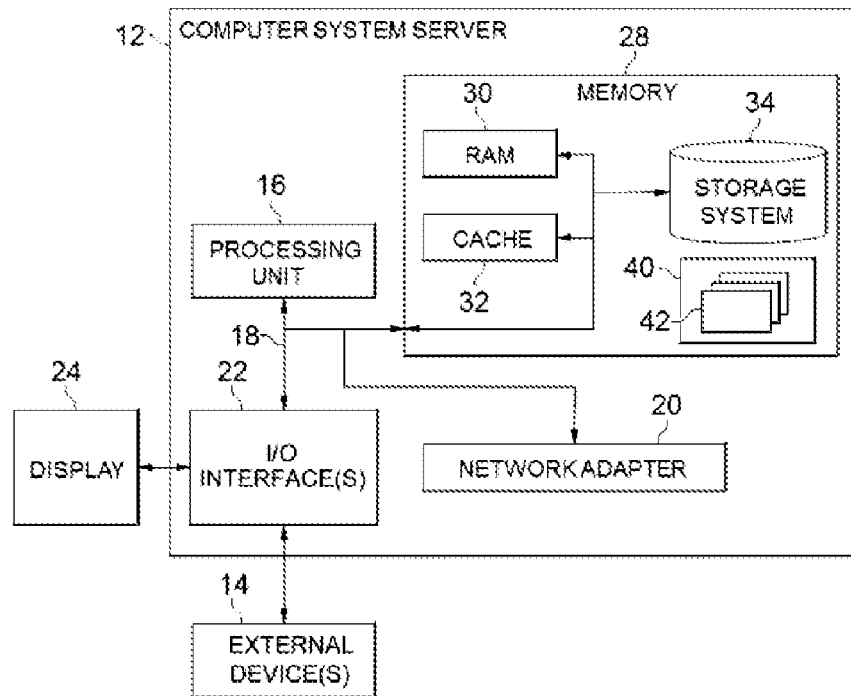 12
COMPUTER SYSTEM SERVER
28
MEMORY
30
RAM
34
STORAGE
SYSTEM
16
PROCESSING
UNIT
CACHE
32
40
42
18
24
22
20
DISPLAY
I/O
INTERFACE(S)
NETWORK ADAPTER
14
EXTERNAL
DEVICE(S)